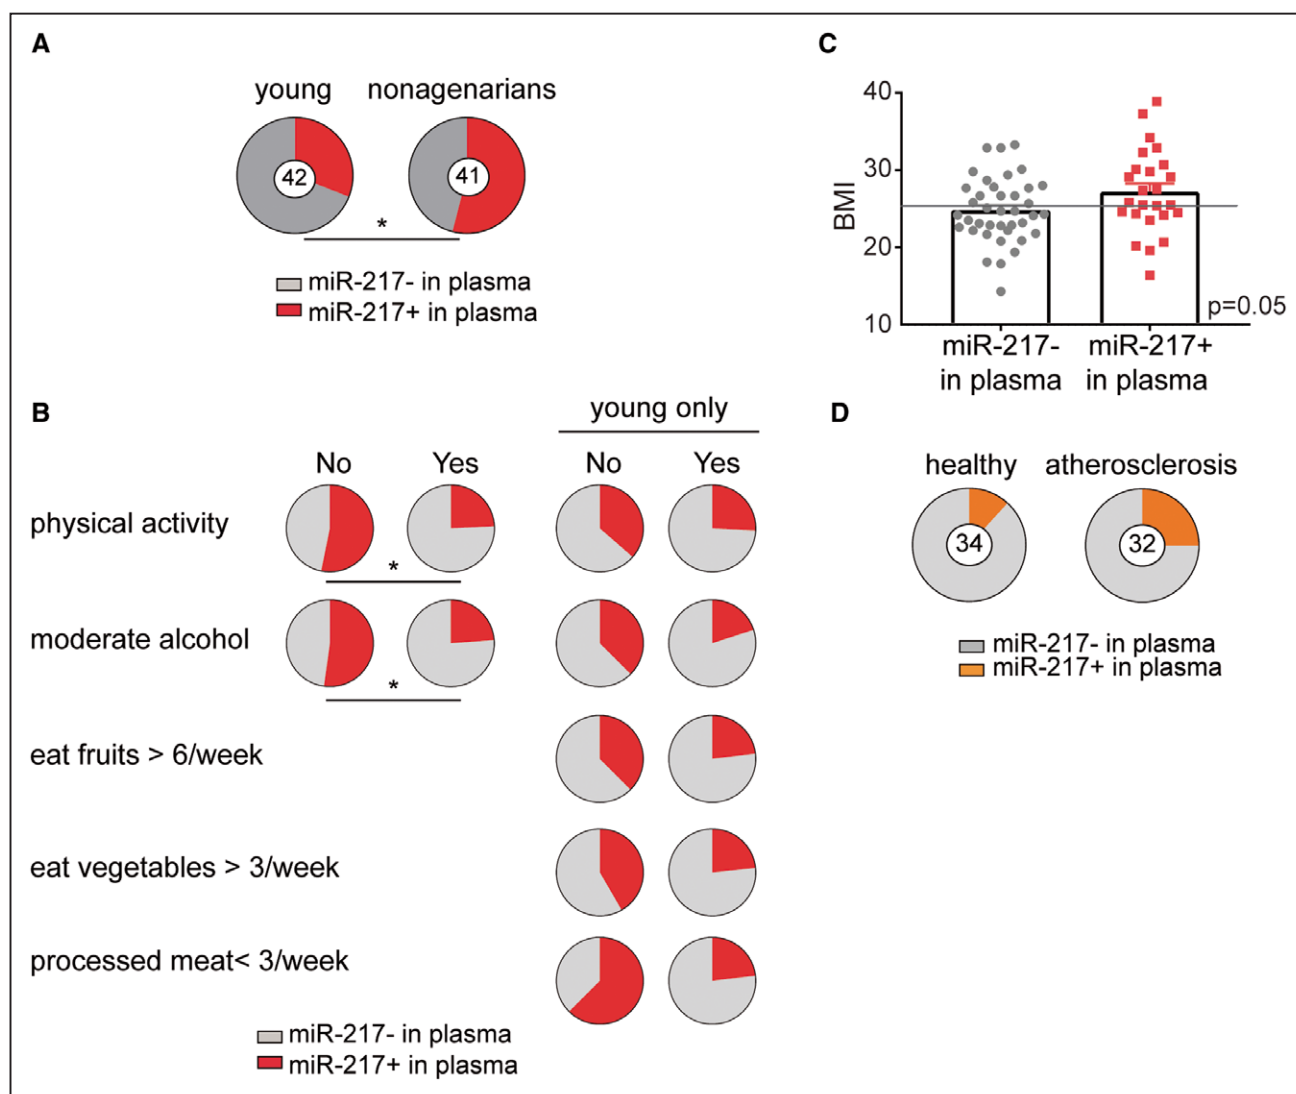 A
young nonagenarians
42 41
*
miR-217- in plasma
miR-217+ in plasma
B
young only
No Yes No Yes
physical activity
*
moderate alcohol
*
eat fruits > 6/week
eat vegetables > 3/week
processed meat< 3/week
miR-217- in plasma
miR-217+ in plasma
C
BMI
40
30
20
10
p=0.05
miR-217- miR-217+
in plasma in plasma
D
healthy atherosclerosis
34 32
miR-217- in plasma
miR-217+ in plasma